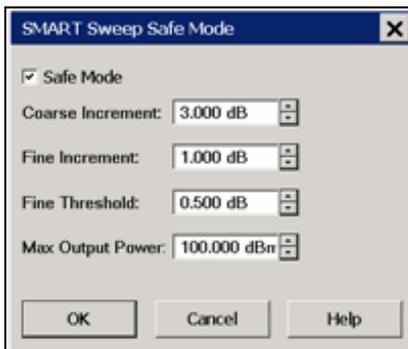 SMART Sweep Safe Mode
Safe Mode
Coarse Increment: 3.000 dB
Fine Increment: 1.000 dB
Fine Threshold: 0.500 dB
Max Output Power: 100.000 dBm
OK Cancel Help